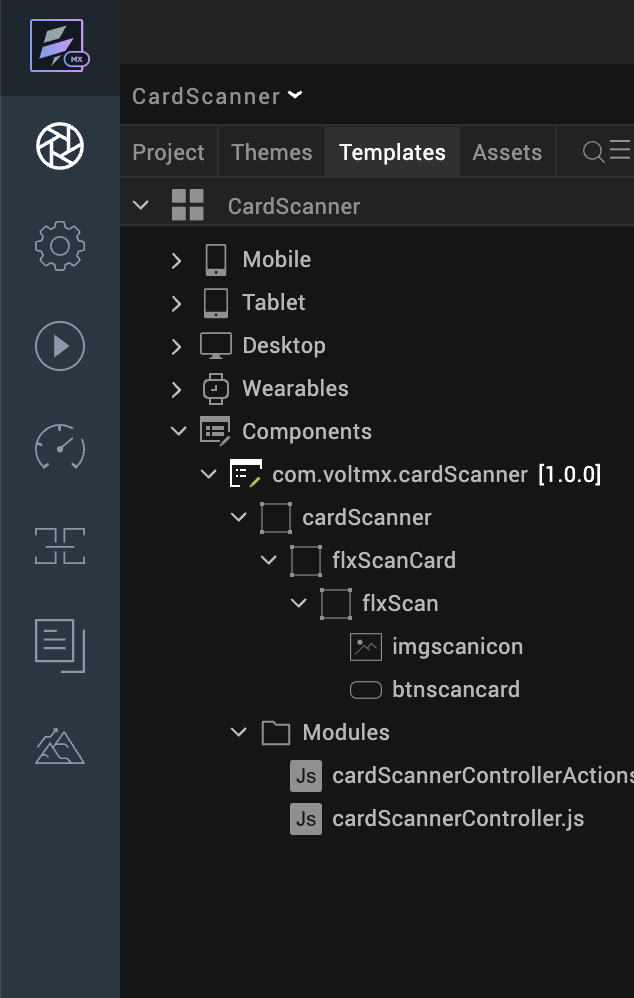 MX
CardScanner
Project Themes Templates Assets
CardScanner
Mobile
Tablet
Desktop
Wearables
Components
com.voltmx.cardScanner [1.0.0]
cardScanner
flxScanCard
flxScan
imgscanicon
btnscancard
Modules
Js cardScannerControllerActions
Js cardScannerController.js